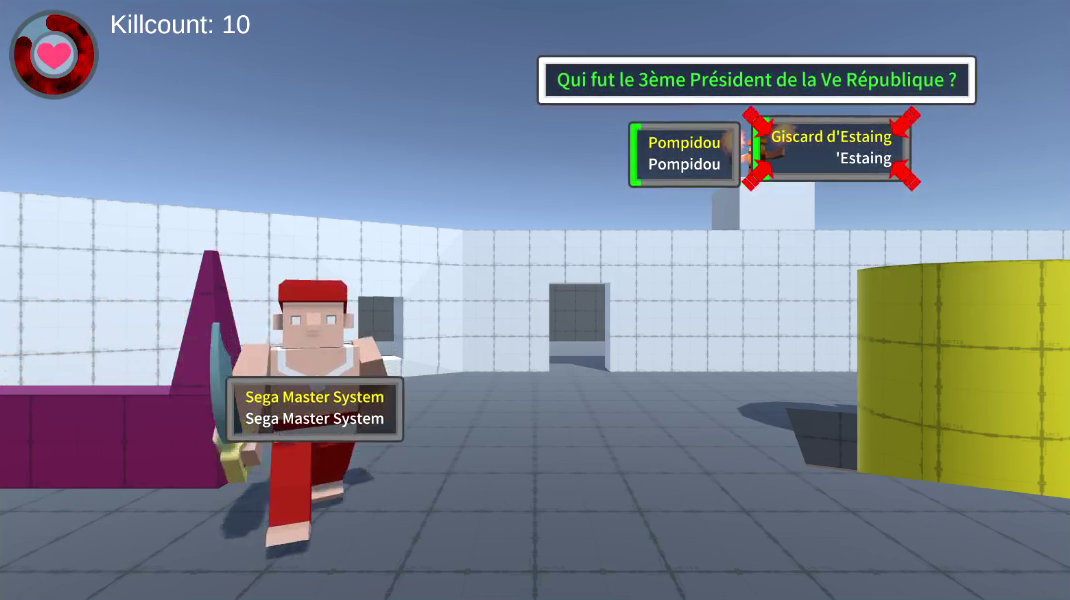 Killcount: 10
Qui fut le 3ème Président de la Ve République ?
Pompidou
Pompidou
Giscard d'Estaing
'Estaing
Sega Master System
Sega Master System